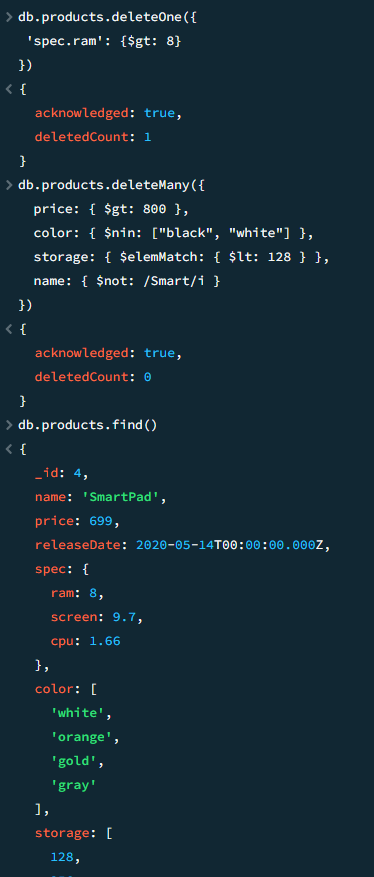 > db.products.deleteOne({
'spec.ram': {$gt: 8}
})
< {
acknowledged: true,
deletedCount: 1
}
> db.products.deleteMany({
price: { $gt: 800 },
color: { $nin: ["black", "white"] },
storage: { $elemMatch: { $lt: 128 } },
name: { $not: /Smart/i }
})
< {
acknowledged: true,
deletedCount: 0
}
> db.products.find()
< {
_id: 4,
name: 'SmartPad',
price: 699,
releaseDate: 2020-05-14T00:00:00.000Z,
spec: {
ram: 8,
screen: 9.7,
cpu: 1.66
},
color: [
'white',
'orange',
'gold',
'gray'
],
storage: [
128,